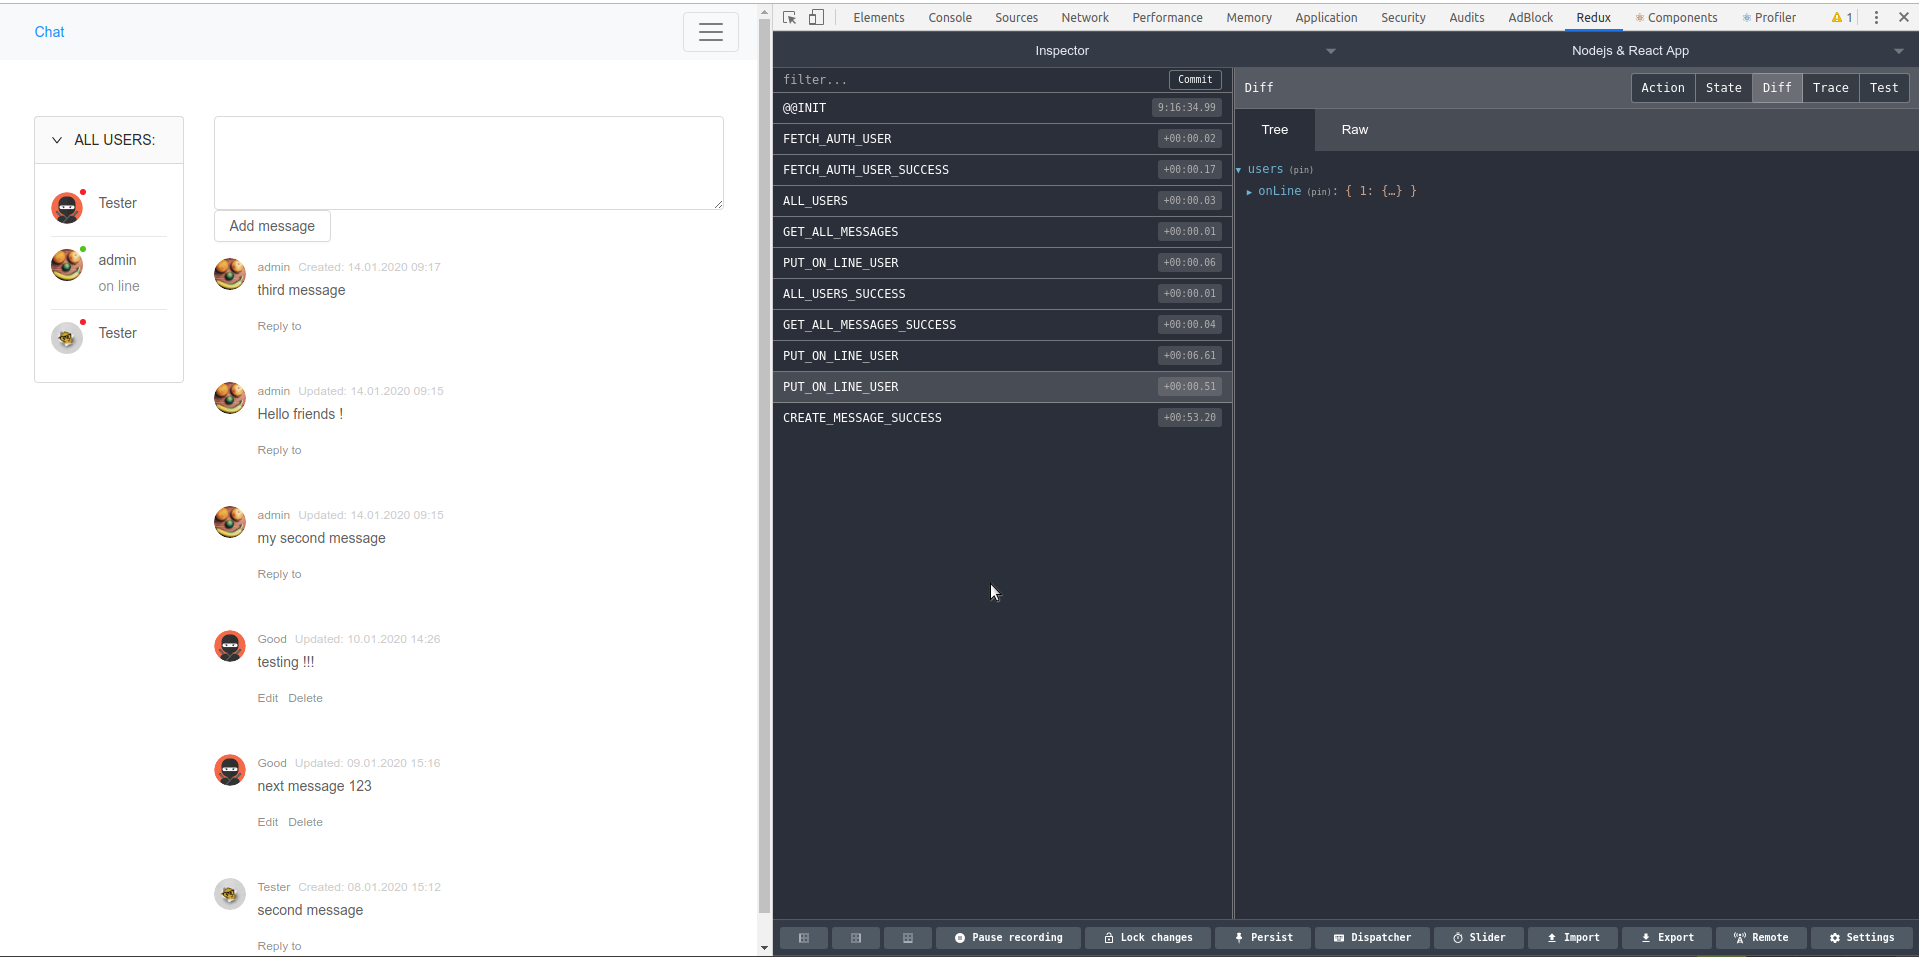 Chat
ALL USERS:
Tester
admin
on line
Tester
Add message
admin Created: 14.01.2020 09:17
third message
Reply to
admin Updated: 14.01.2020 09:15
Hello friends !
Reply to
admin Updated: 14.01.2020 09:15
my second message
Reply to
Good Updated: 10.01.2020 14:26
testing !!!
Edit Delete
Good Updated: 09.01.2020 15:16
next message 123
Edit Delete
Tester Created: 08.01.2020 15:12
second message
Reply to
Elements Console Sources Network Performance Memory Application Security Audits AdBlock Redux Components Profiler 1
Inspector Nodejs & React App
filter... Commit
@@INIT 9:16:34.99
FETCH_AUTH_USER +00:00.02
FETCH_AUTH_USER_SUCCESS +00:00.17
ALL_USERS +00:00.03
GET_ALL_MESSAGES +00:00.01
PUT_ON_LINE_USER +00:00.06
ALL_USERS_SUCCESS +00:00.01
GET_ALL_MESSAGES_SUCCESS +00:00.04
PUT_ON_LINE_USER +00:06.61
PUT_ON_LINE_USER +00:00.51
CREATE_MESSAGE_SUCCESS +00:53.20
Diff Action State Diff Trace Test
Tree Raw
users (pin)
onLine (pin): { 1: {…} }
Pause recording Lock changes Persist Dispatcher Slider Import Export Remote Settings